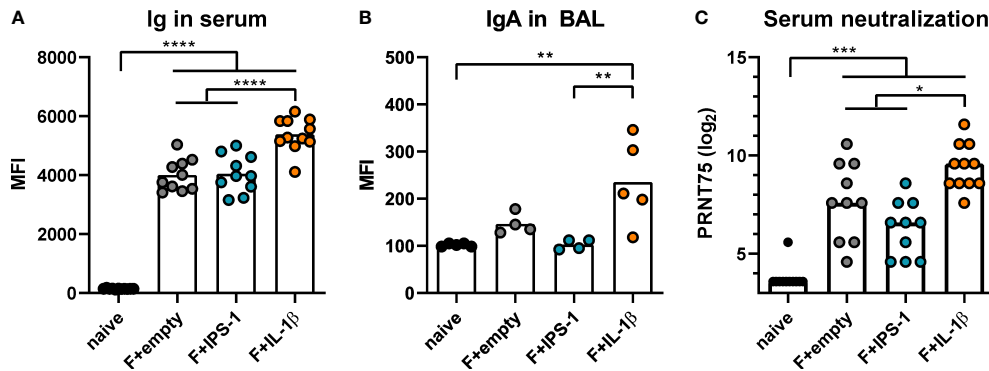 A
Ig in serum
MFI
8000
6000
4000
2000
0
****
****
naive
F+empty
F+IPS-1
F+IL-1β
B
IgA in BAL
MFI
500
400
300
200
100
0
**
**
naive
F+empty
F+IPS-1
F+IL-1β
C
Serum neutralization
PRNT75 (log2)
15
10
5
***
*
naive
F+empty
F+IPS-1
F+IL-1β